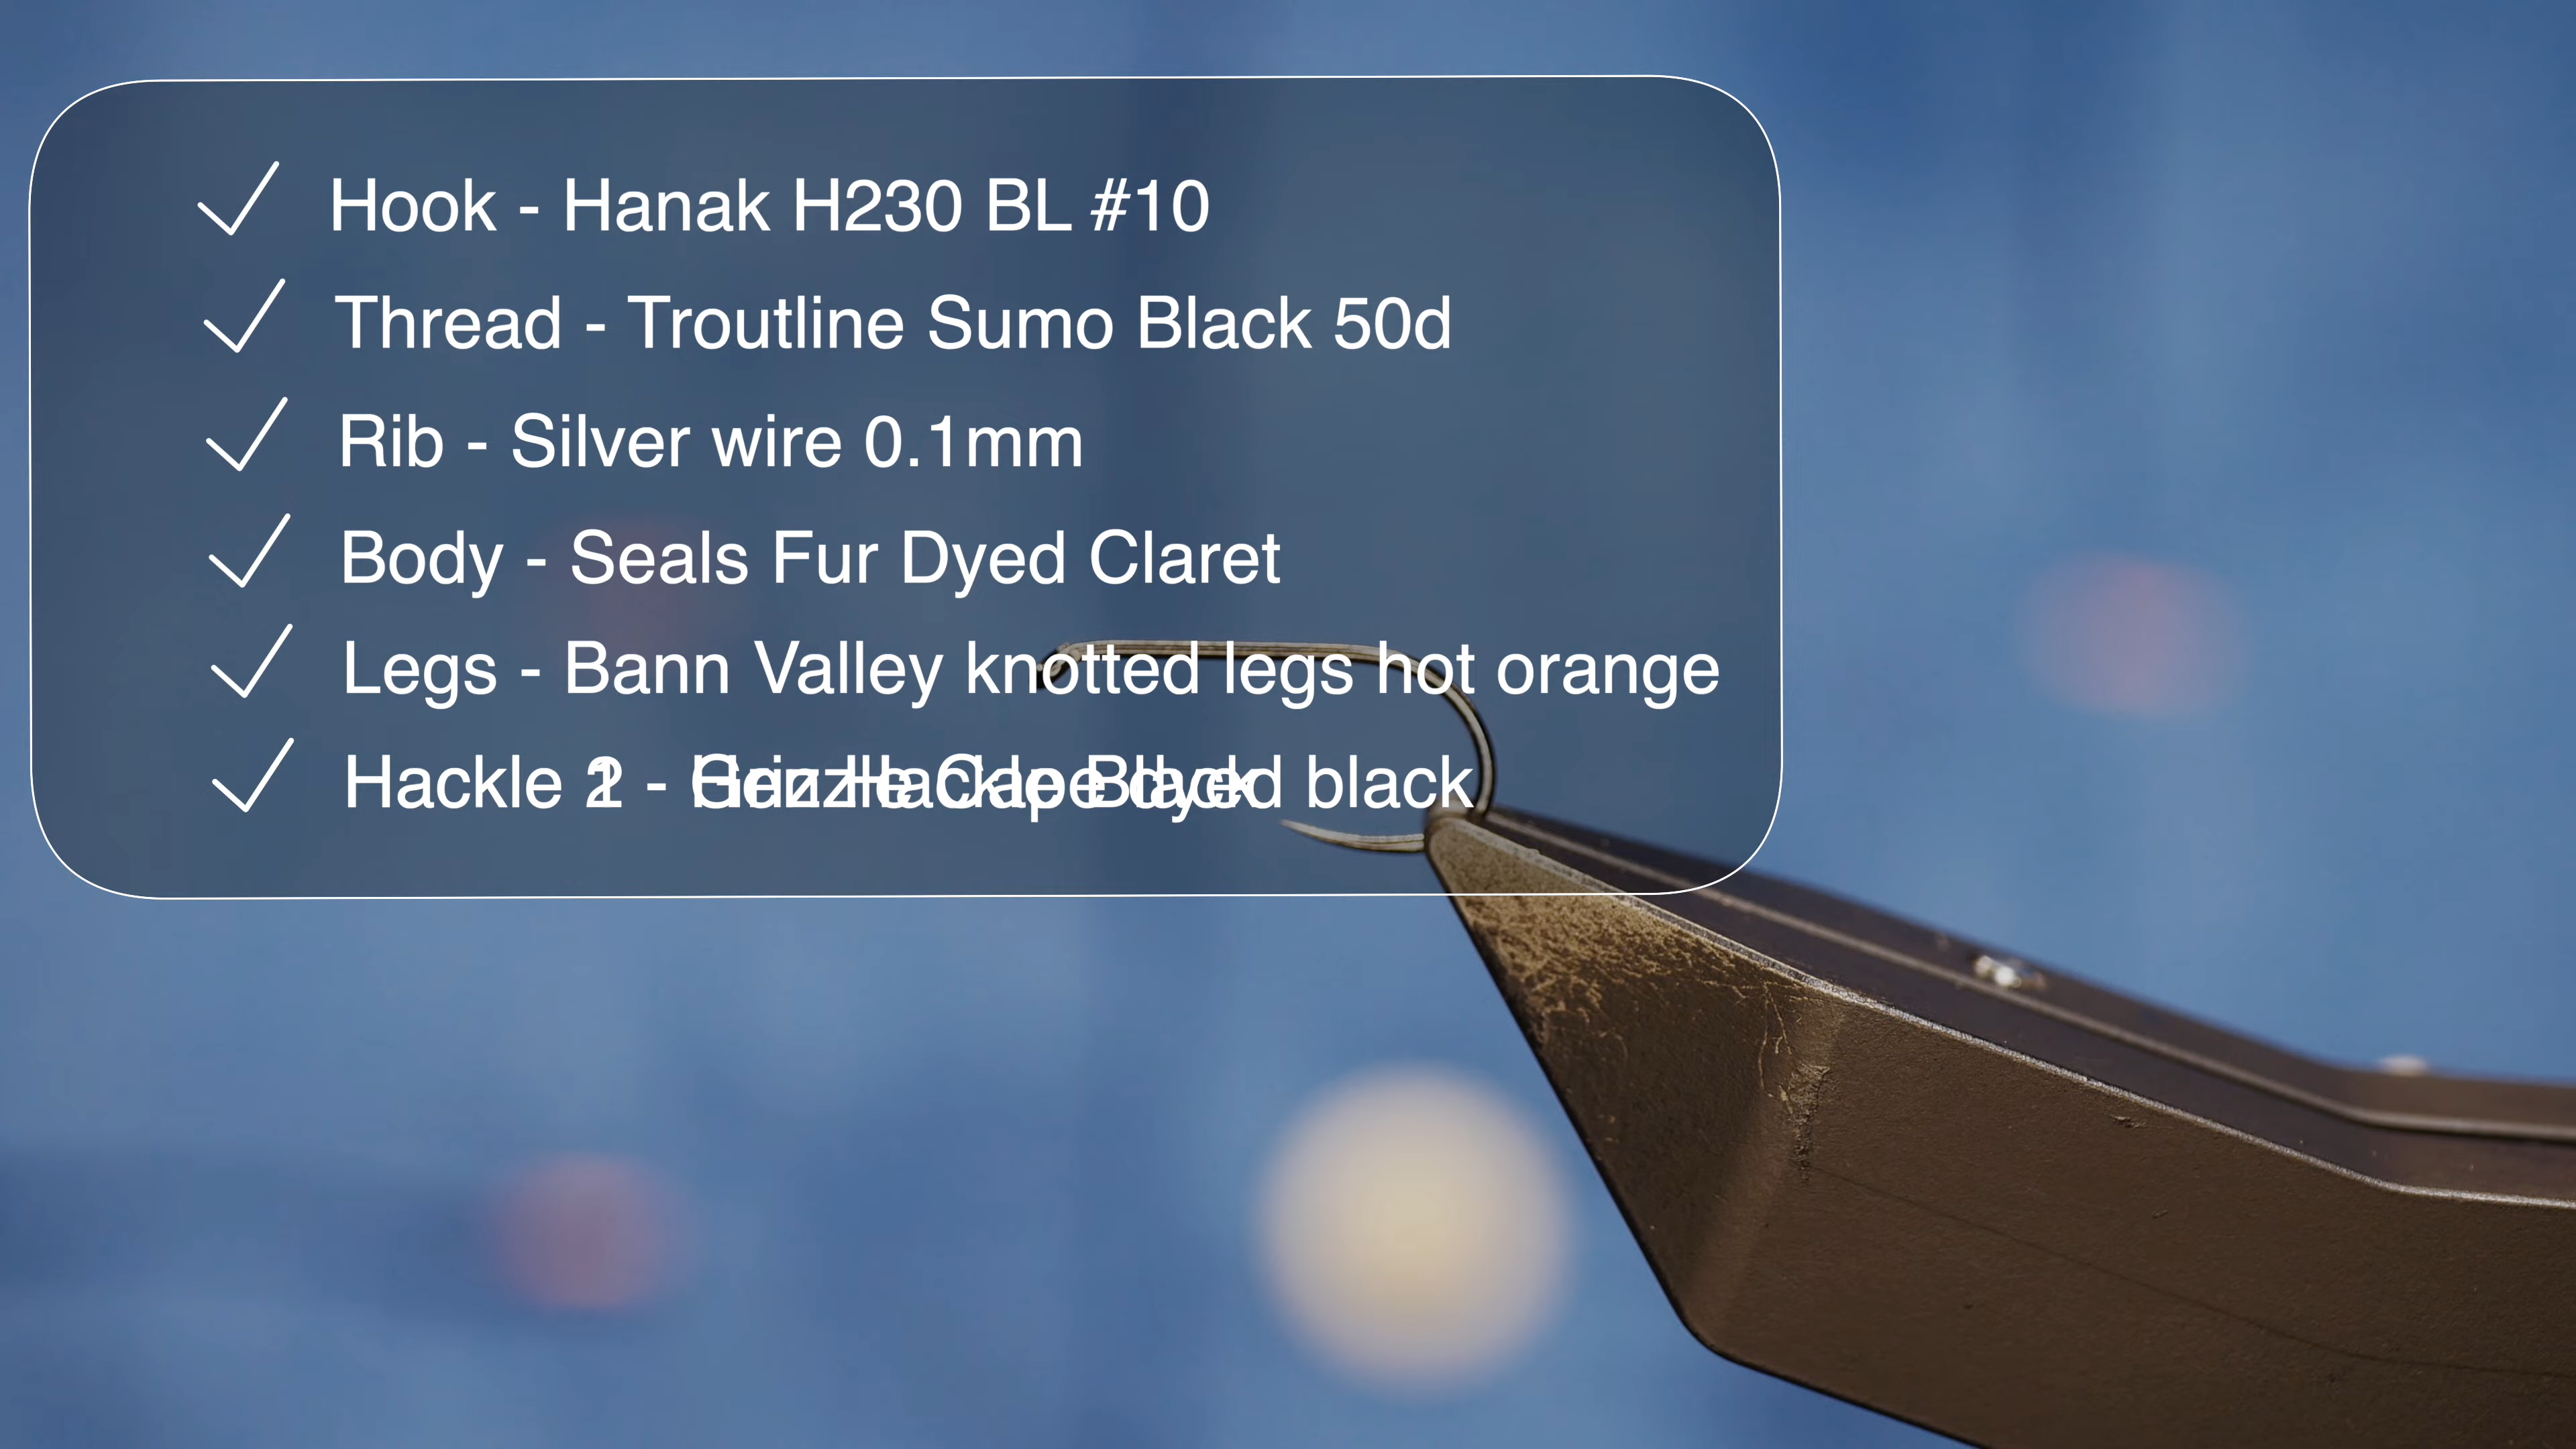 Hook - Hanak H230 BL #10
Thread - Troutline Sumo Black 50d
Rib - Silver wire 0.1mm
Body - Seals Fur Dyed Claret
Legs - Bann Valley knotted legs hot orange
Hackle - black